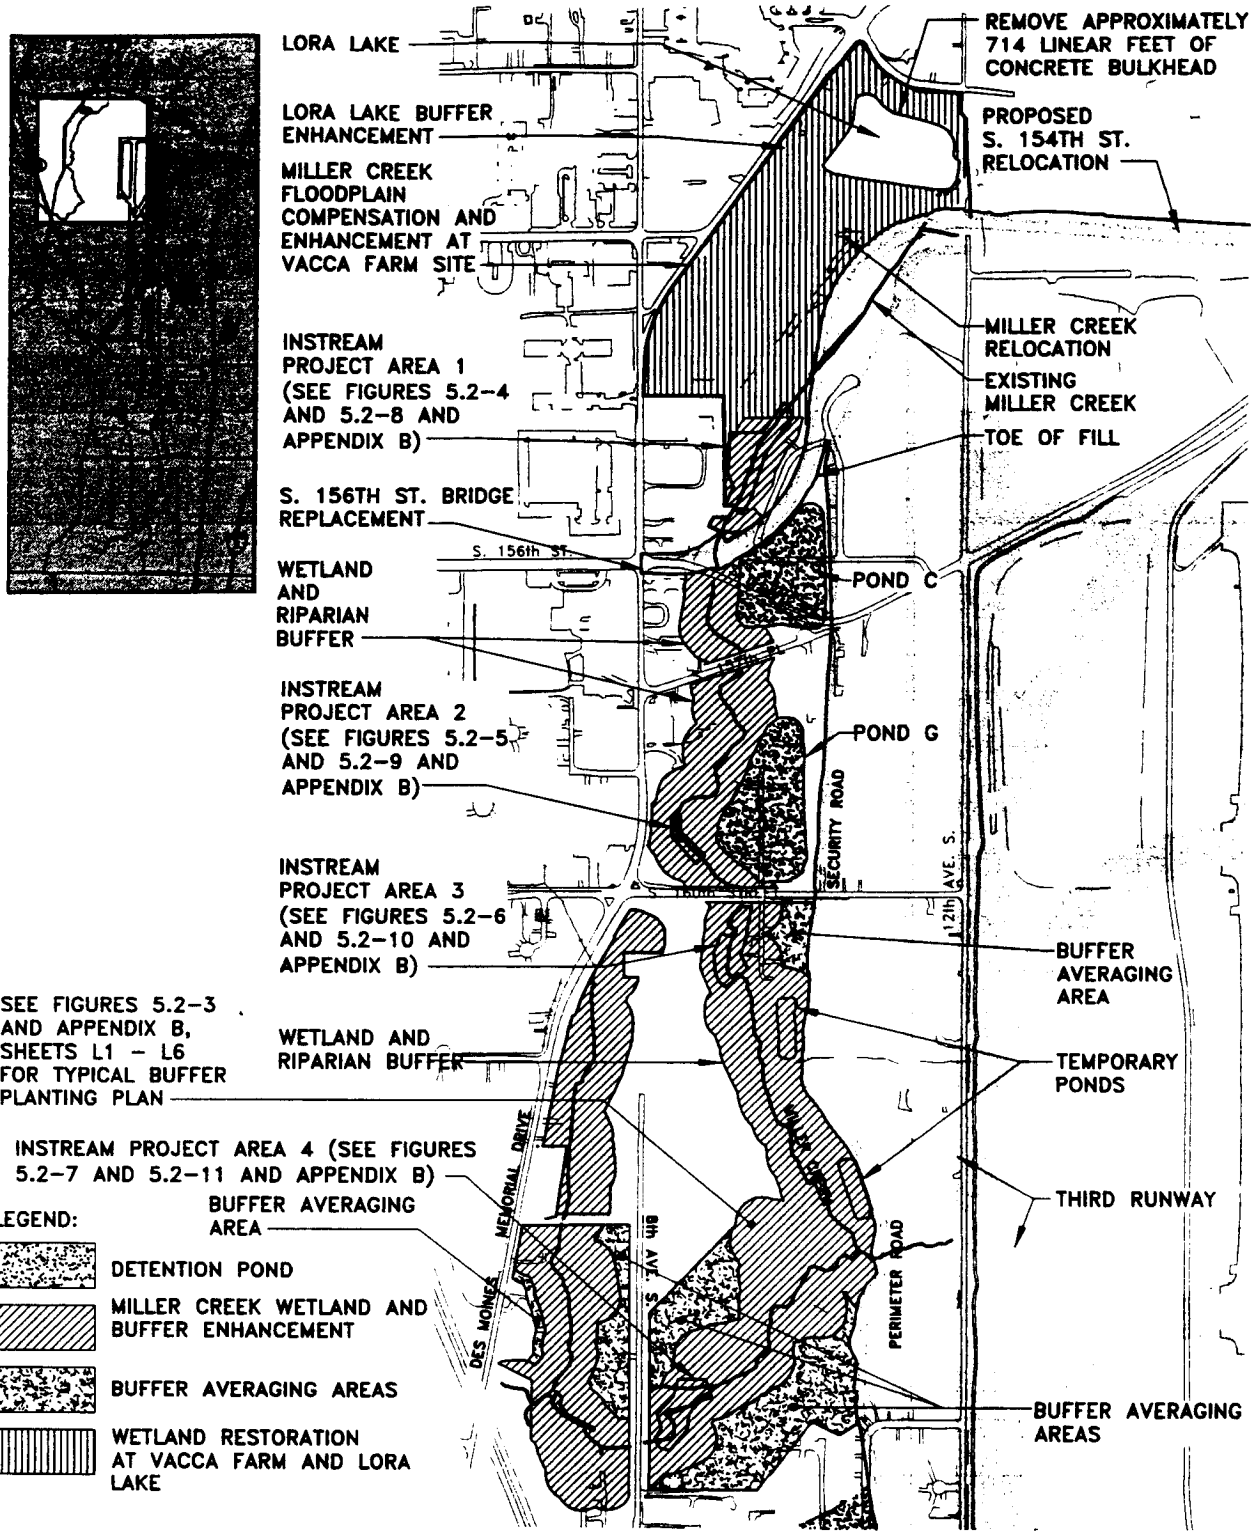 LORA LAKE
REMOVE APPROXIMATELY
714 LINEAR FEET OF
CONCRETE BULKHEAD
LORA LAKE BUFFER
ENHANCEMENT
PROPOSED
S. 154TH ST.
RELOCATION
MILLER CREEK
FLOODPLAIN
COMPENSATION AND
ENHANCEMENT AT
VACCA FARM SITE
MILLER CREEK
RELOCATION
EXISTING
MILLER CREEK
TOE OF FILL
INSTREAM
PROJECT AREA 1
(SEE FIGURES 5.2-4
AND 5.2-8 AND
APPENDIX B)
S. 156TH ST. BRIDGE
REPLACEMENT
S. 156th ST.
POND C
WETLAND
AND
RIPARIAN
BUFFER
INSTREAM
PROJECT AREA 2
(SEE FIGURES 5.2-5
AND 5.2-9 AND
APPENDIX B)
POND G
SECURITY ROAD
12th AVE. S.
INSTREAM
PROJECT AREA 3
(SEE FIGURES 5.2-6
AND 5.2-10 AND
APPENDIX B)
BUFFER
AVERAGING
AREA
SEE FIGURES 5.2-3
AND APPENDIX B,
SHEETS L1 - L6
FOR TYPICAL BUFFER
PLANTING PLAN
WETLAND AND
RIPARIAN BUFFER
TEMPORARY
PONDS
MILLER CREEK
INSTREAM PROJECT AREA 4 (SEE FIGURES
5.2-7 AND 5.2-11 AND APPENDIX B)
DES MOINES MEMORIAL DRIVE
8th AVE. S.
PERIMETER ROAD
THIRD RUNWAY
BUFFER AVERAGING
AREA
BUFFER AVERAGING
AREAS
LEGEND:
DETENTION POND
MILLER CREEK WETLAND AND
BUFFER ENHANCEMENT
BUFFER AVERAGING AREAS
WETLAND RESTORATION
AT VACCA FARM AND LORA
LAKE